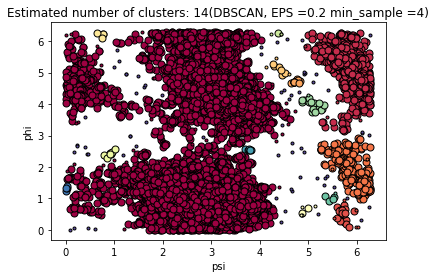 Estimated number of clusters: 14(DBSCAN, EPS =0.2 min_sample =4)
phi
6
5
4
3
2
1
0
0 1 2 3 4 5 6
psi